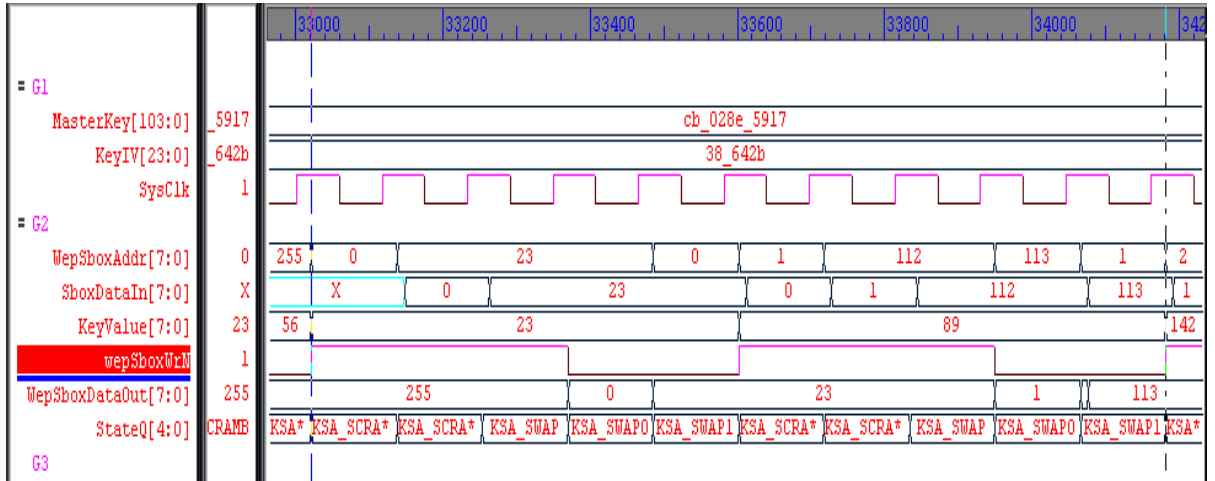 33000 33200 33400 33600 33800 34000 342
= G1
MasterKey[103:0] _5917 cb_028e_5917
KeyIV[23:0] _642b 38_642b
SysClk 1
= G2
WepSboxAddr[7:0] 0 255 0 23 0 1 112 113 1 2
SboxDataIn[7:0] X X 0 23 0 1 112 113 1
KeyValue[7:0] 23 56 23 89 142
wepSboxWrN 1
WepSboxDataOut[7:0] 255 255 0 23 1 113
StateQ[4:0] CRAMB KSA* KSA_SCRA* KSA_SCRA* KSA_SWAP KSA_SWAP0 KSA_SWAP1 KSA_SCRA* KSA_SCRA* KSA_SWAP KSA_SWAP0 KSA_SWAP1 KSA*
G3